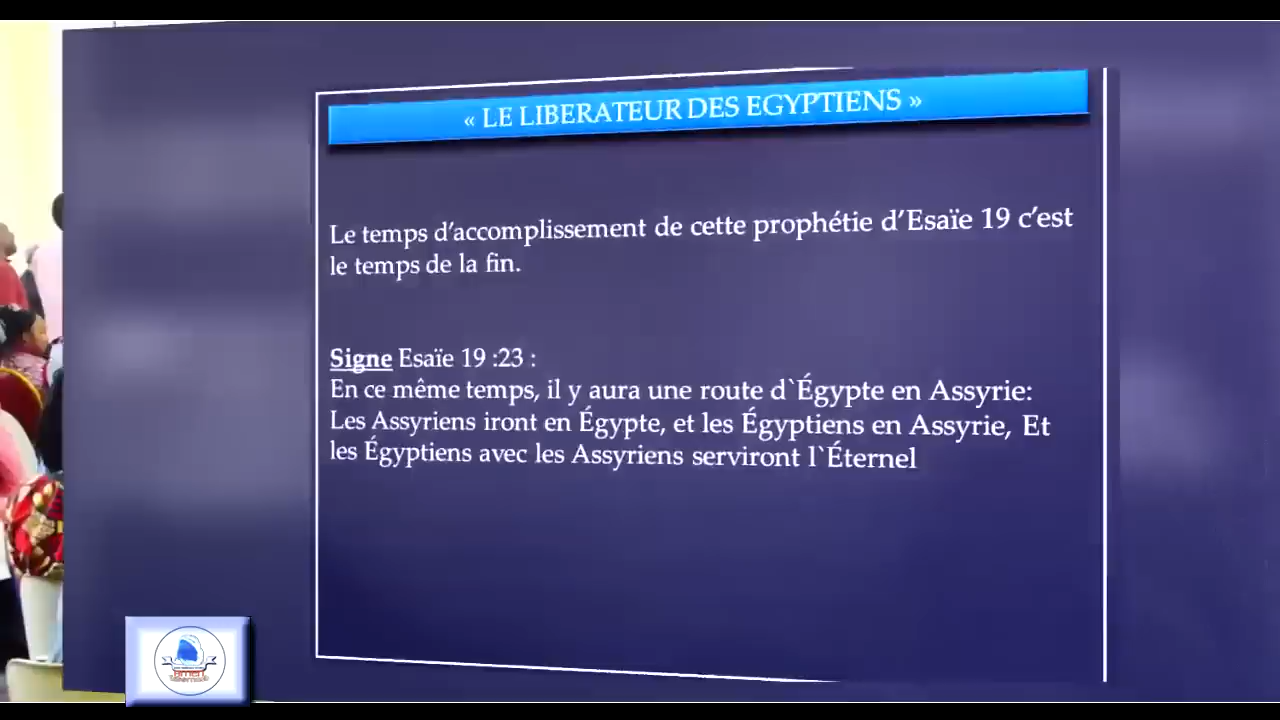 « LE LIBERATEUR DES EGYPTIENS »
Le temps d'accomplissement de cette prophétie d'Esaïe 19 c'est
le temps de la fin.
Signe Esaïe 19 :23 :
En ce même temps, il y aura une route d`Égypte en Assyrie:
Les Assyriens iront en Égypte, et les Égyptiens en Assyrie, Et
les Égyptiens avec les Assyriens serviront l`Éternel